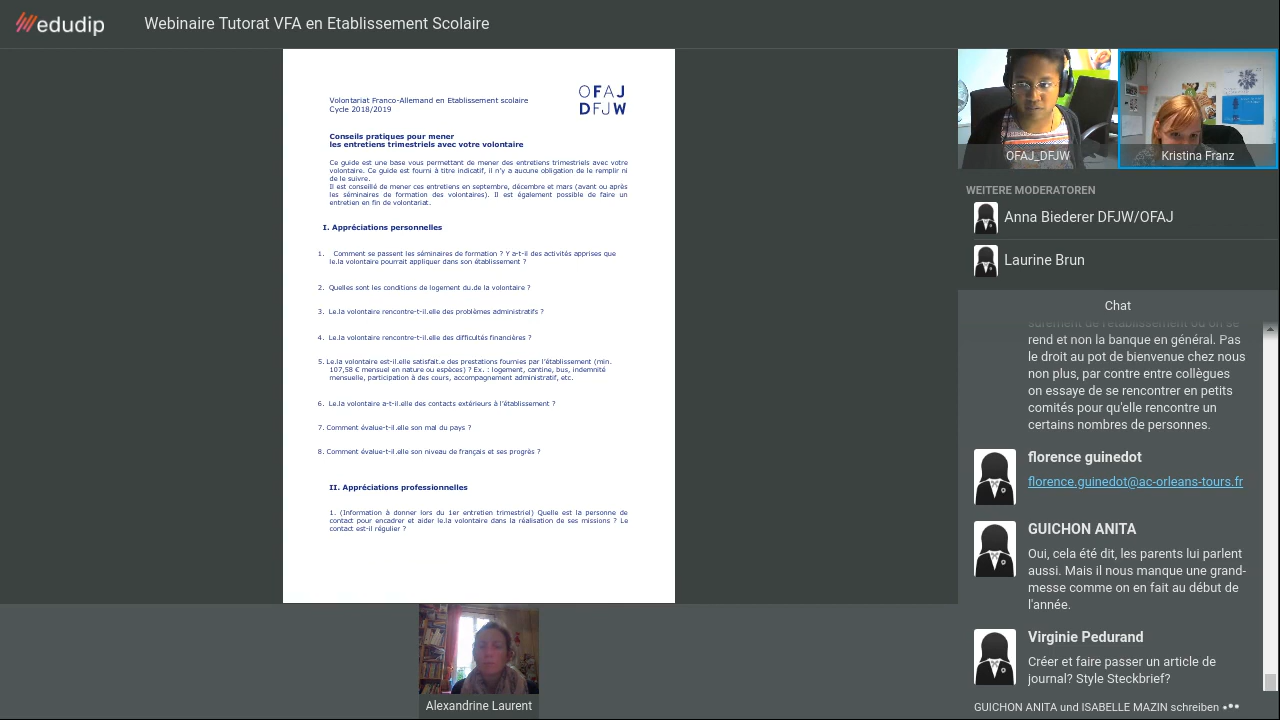 edudip
Webinaire Tutorat VFA en Etablissement Scolaire
Volontariat Franco-Allemand en Etablissement scolaire
Cycle 2018/2019
OFAJ
DFJW
Conseils pratiques pour mener
les entretiens trimestriels avec votre volontaire
Ce guide est une base vous permettant de mener des entretiens trimestriels avec votre
volontaire. Ce guide est fourni à titre indicatif, il n'y a aucune obligation de le remplir ni
de le suivre.
Il est conseillé de mener ces entretiens en septembre, décembre et mars (avant ou après
les séminaires de formation des volontaires). Il est également possible de faire un
entretien en fin de volontariat.
I. Appréciations personnelles
1. Comment se passent les séminaires de formation ? Y a-t-il des activités apprises que
le.la volontaire pourrait appliquer dans son établissement ?
2. Quelles sont les conditions de logement du.de la volontaire ?
3. Le.la volontaire rencontre-t-il.elle des problèmes administratifs ?
4. Le.la volontaire rencontre-t-il.elle des difficultés financières ?
5. Le.la volontaire est-il.elle satisfait.e des prestations fournies par l'établissement (min.
107,58 € mensuel en nature ou espèces) ? Ex. : logement, cantine, bus, indemnité
mensuelle, participation à des cours, accompagnement administratif, etc.
6. Le.la volontaire a-t-il.elle des contacts extérieurs à l'établissement ?
7. Comment évalue-t-il.elle son mal du pays ?
8. Comment évalue-t-il.elle son niveau de français et ses progrès ?
II. Appréciations professionnelles
1. (Information à donner lors du 1er entretien trimestriel) Quelle est la personne de
contact pour encadrer et aider le.la volontaire dans la réalisation de ses missions ? Le
contact est-il régulier ?
Alexandrine Laurent
OFAJ_DFJW
Kristina Franz
WEITERE MODERATOREN
Anna Biederer DFJW/OFAJ
Laurine Brun
Chat
sûrement de l'établissement où on se
rend et non la banque en général. Pas
le droit au pot de bienvenue chez nous
non plus, par contre entre collègues
on essaye de se rencontrer en petits
comités pour qu'elle rencontre un
certains nombres de personnes.
florence guinedot
florence.guinedot@ac-orleans-tours.fr
GUICHON ANITA
Oui, cela été dit, les parents lui parlent
aussi. Mais il nous manque une grand-
messe comme on en fait au début de
l'année.
Virginie Pedurand
Créer et faire passer un article de
journal? Style Steckbrief?
GUICHON ANITA und ISABELLE MAZIN schreiben